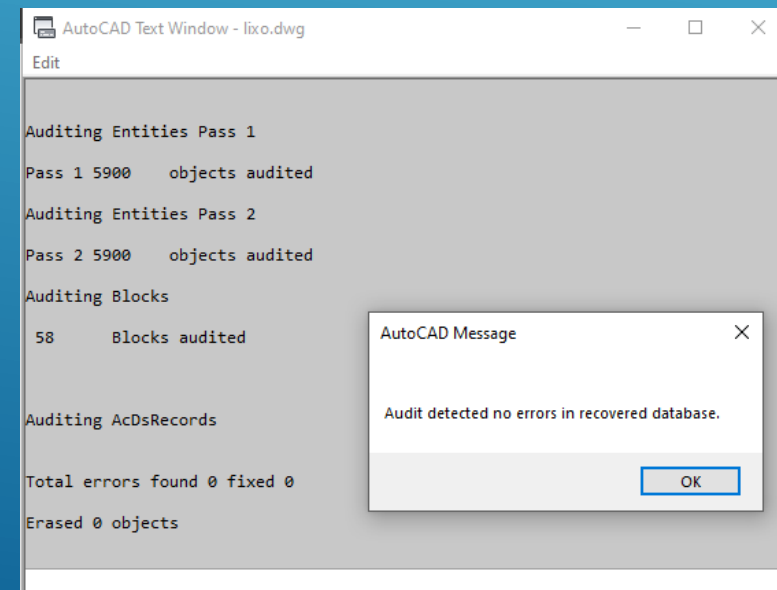 AutoCAD Text Window - lixo.dwg
Edit
Auditing Entities Pass 1
Pass 1 5900    objects audited
Auditing Entities Pass 2
Pass 2 5900    objects audited
Auditing Blocks
58      Blocks audited
Auditing AcDsRecords
Total errors found 0 fixed 0
Erased 0 objects
AutoCAD Message
Audit detected no errors in recovered database.
OK